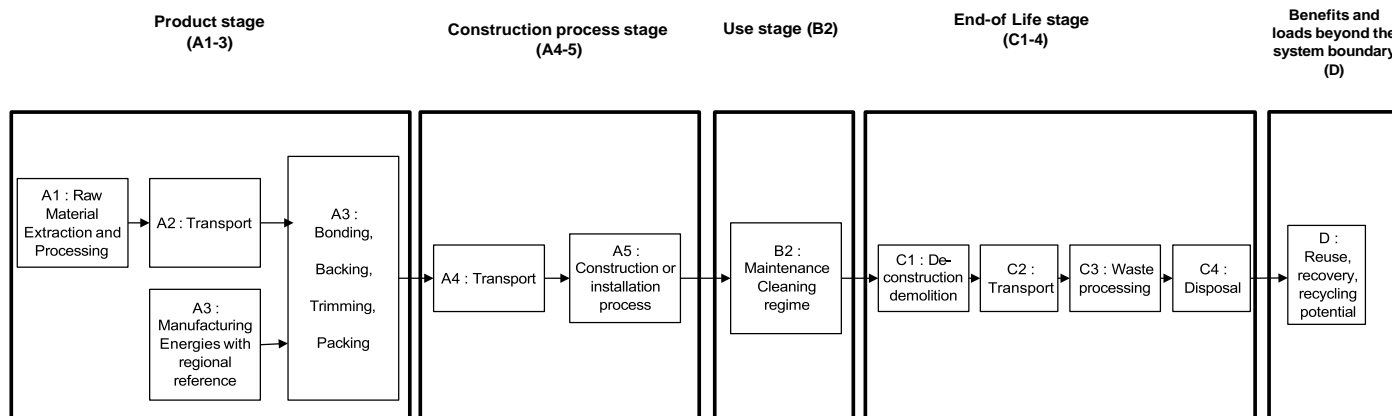 Product stage
(A1-3)
Construction process stage
(A4-5)
Use stage (B2)
End-of Life stage
(C1-4)
Benefits and
loads beyond the
system boundary
(D)
A1 : Raw
Material
Extraction and
Processing
A2 : Transport
A3 :
Manufacturing
Energies with
regional
reference
A3 :
Bonding,
Backing,
Trimming,
Packing
A4 : Transport
A5 :
Construction or
installation
process
B2 :
Maintenance
Cleaning
regime
C1 : De-
construction
demolition
C2 :
Transport
C3 : Waste
processing
C4 :
Disposal
D :
Reuse,
recovery,
recycling
potential